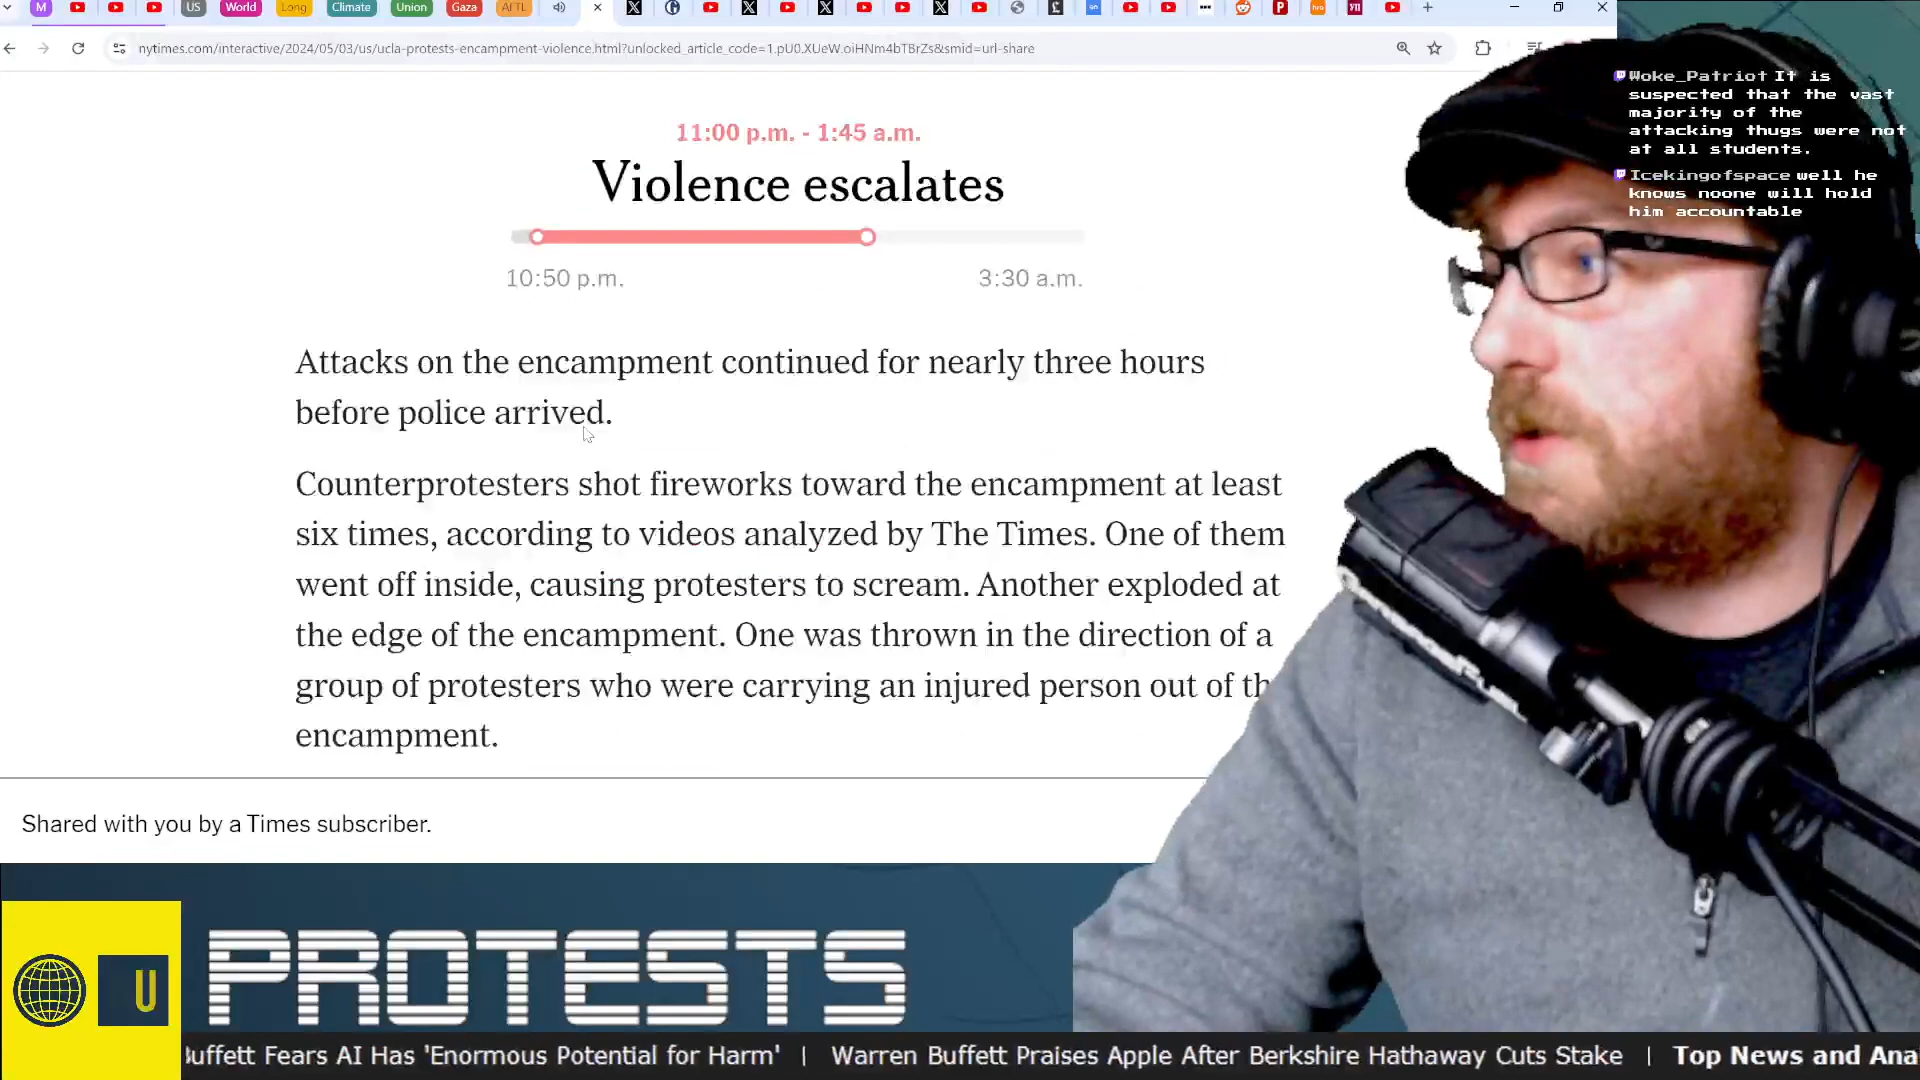 M
US
World
Long
Climate
Union
Gaza
AFTL
nytimes.com/interactive/2024/05/03/us/ucla-protests-encampment-violence.html?unlocked_article_code=1.pU0.XUeW.oiHNm4bTBrZs&smid=url-share
11:00 p.m. - 1:45 a.m.
Violence escalates
10:50 p.m.
3:30 a.m.
Attacks on the encampment continued for nearly three hours
before police arrived.
Counterprotesters shot fireworks toward the encampment at least
six times, according to videos analyzed by The Times. One of them
went off inside, causing protesters to scream. Another exploded at
the edge of the encampment. One was thrown in the direction of a
group of protesters who were carrying an injured person out of th
encampment.
Shared with you by a Times subscriber.
Woke_Patriot It is
suspected that the vast
majority of the
attacking thugs were not
at all students.
Icekingofspace well he
knows noone will hold
him accountable
U
PROTESTS
Buffett Fears AI Has 'Enormous Potential for Harm' | Warren Buffett Praises Apple After Berkshire Hathaway Cuts Stake | Top News and Ana